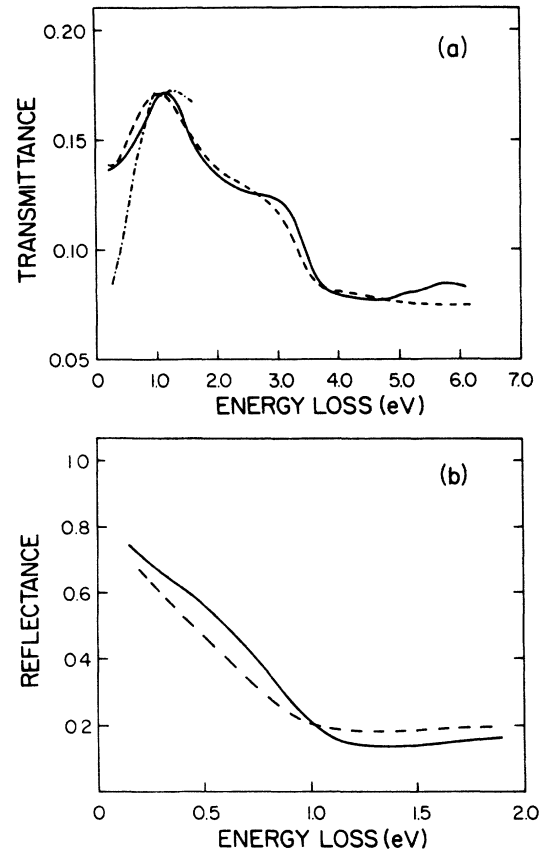 (a)
TRANSMITTANCE
0.20
0.15
0.10
0.05
0 1.0 2.0 3.0 4.0 5.0 6.0 7.0
ENERGY LOSS (eV)
(b)
REFLECTANCE
1 0
0.8
0.6
0 4
0 2
0 0.5 1.0 1.5 2.0
ENERGY LOSS (eV)